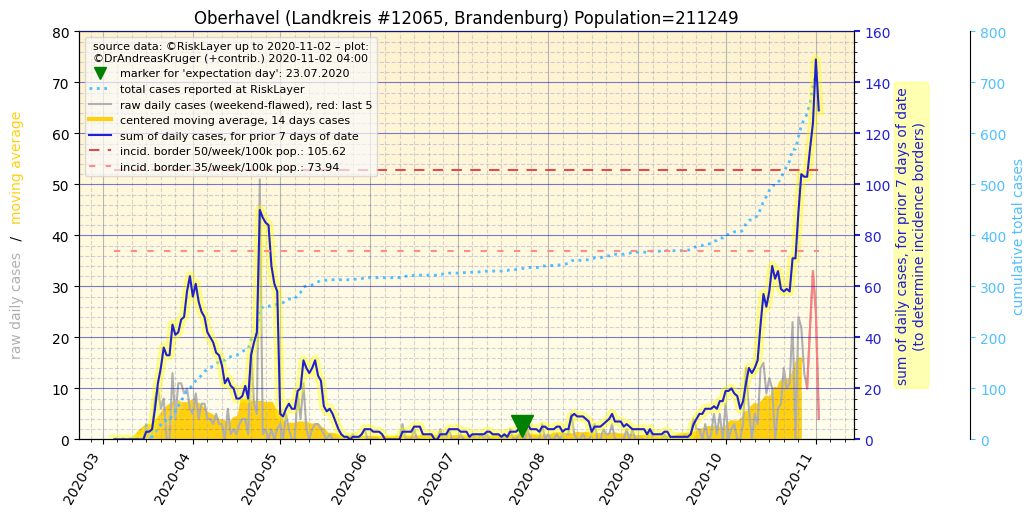 Oberhavel (Landkreis #12065, Brandenburg) Population=211249
source data: ©RiskLayer up to 2020-11-02 – plot:
©DrAndreasKruger (+contrib.) 2020-11-02 04:00
marker for 'expectation day': 23.07.2020
total cases reported at RiskLayer
raw daily cases (weekend-flawed), red: last 5
centered moving average, 14 days cases
sum of daily cases, for prior 7 days of date
incid. border 50/week/100k pop.: 105.62
incid. border 35/week/100k pop.: 73.94
raw daily cases / moving average
80
70
60
50
40
30
20
10
0
160
140
120
100
80
60
40
20
0
sum of daily cases, for prior 7 days of date
(to determine incidence borders)
800
700
600
500
400
300
200
100
0
cumulative total cases
2020-03
2020-04
2020-05
2020-06
2020-07
2020-08
2020-09
2020-10
2020-11